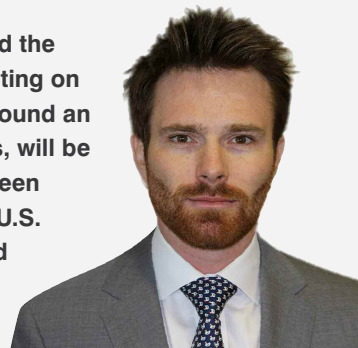 d the
ting on
ound an
s, will be
een
U.S.
d